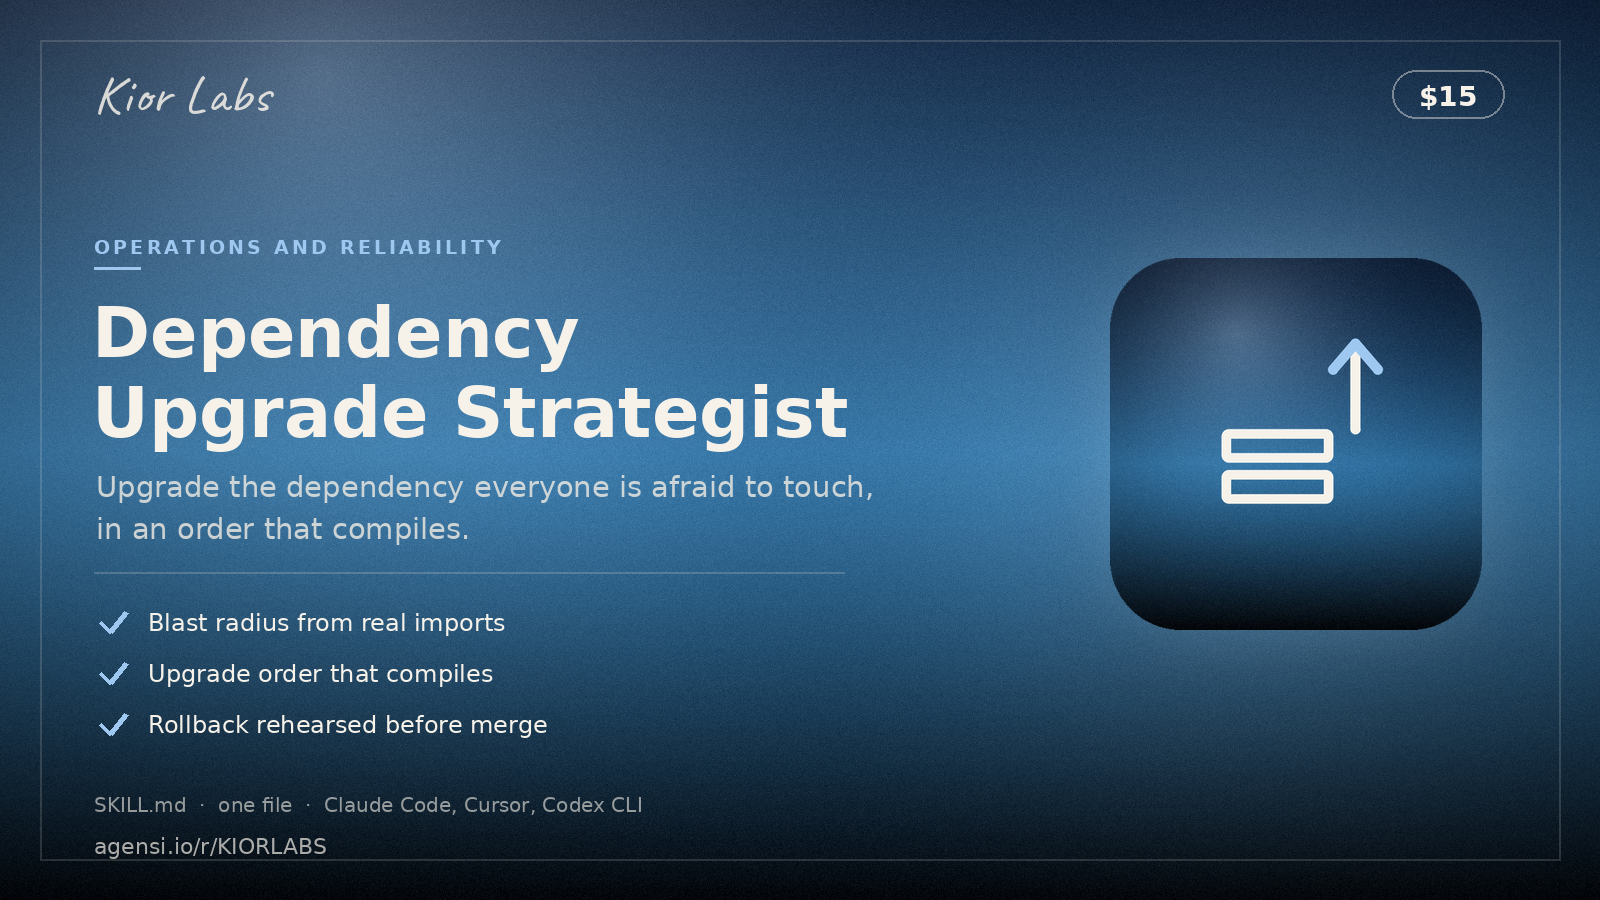 Kior Labs
$15
OPERATIONS AND RELIABILITY
Dependency
Upgrade Strategist
Upgrade the dependency everyone is afraid to touch,
in an order that compiles.
Blast radius from real imports
Upgrade order that compiles
Rollback rehearsed before merge
SKILL.md · one file · Claude Code, Cursor, Codex CLI
agensi.io/r/KIORLABS